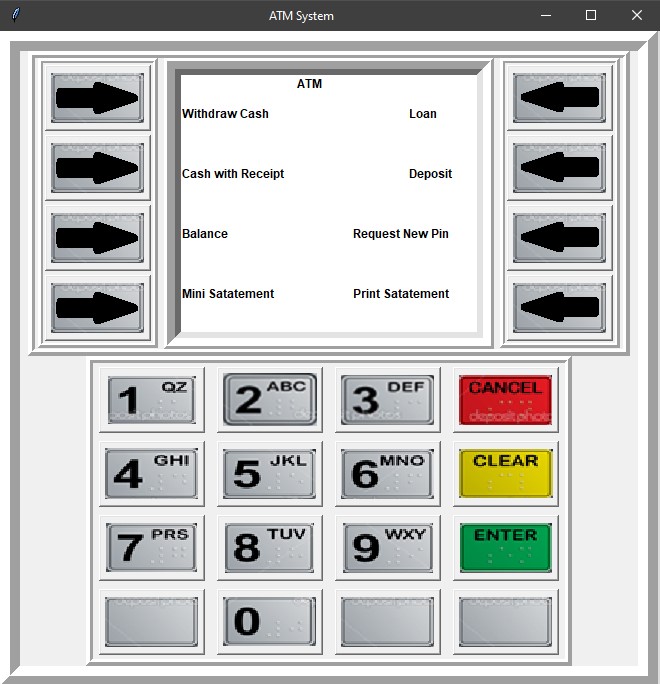 ATM System
ATM
Withdraw Cash Loan
Cash with Receipt Deposit
Balance Request New Pin
Mini Satatement Print Satatement
1 QZ 2 ABC 3 DEF CANCEL
depositphotos
4 GHI 5 JKL 6 MNO CLEAR
7 PRS 8 TUV 9 WXY ENTER
0